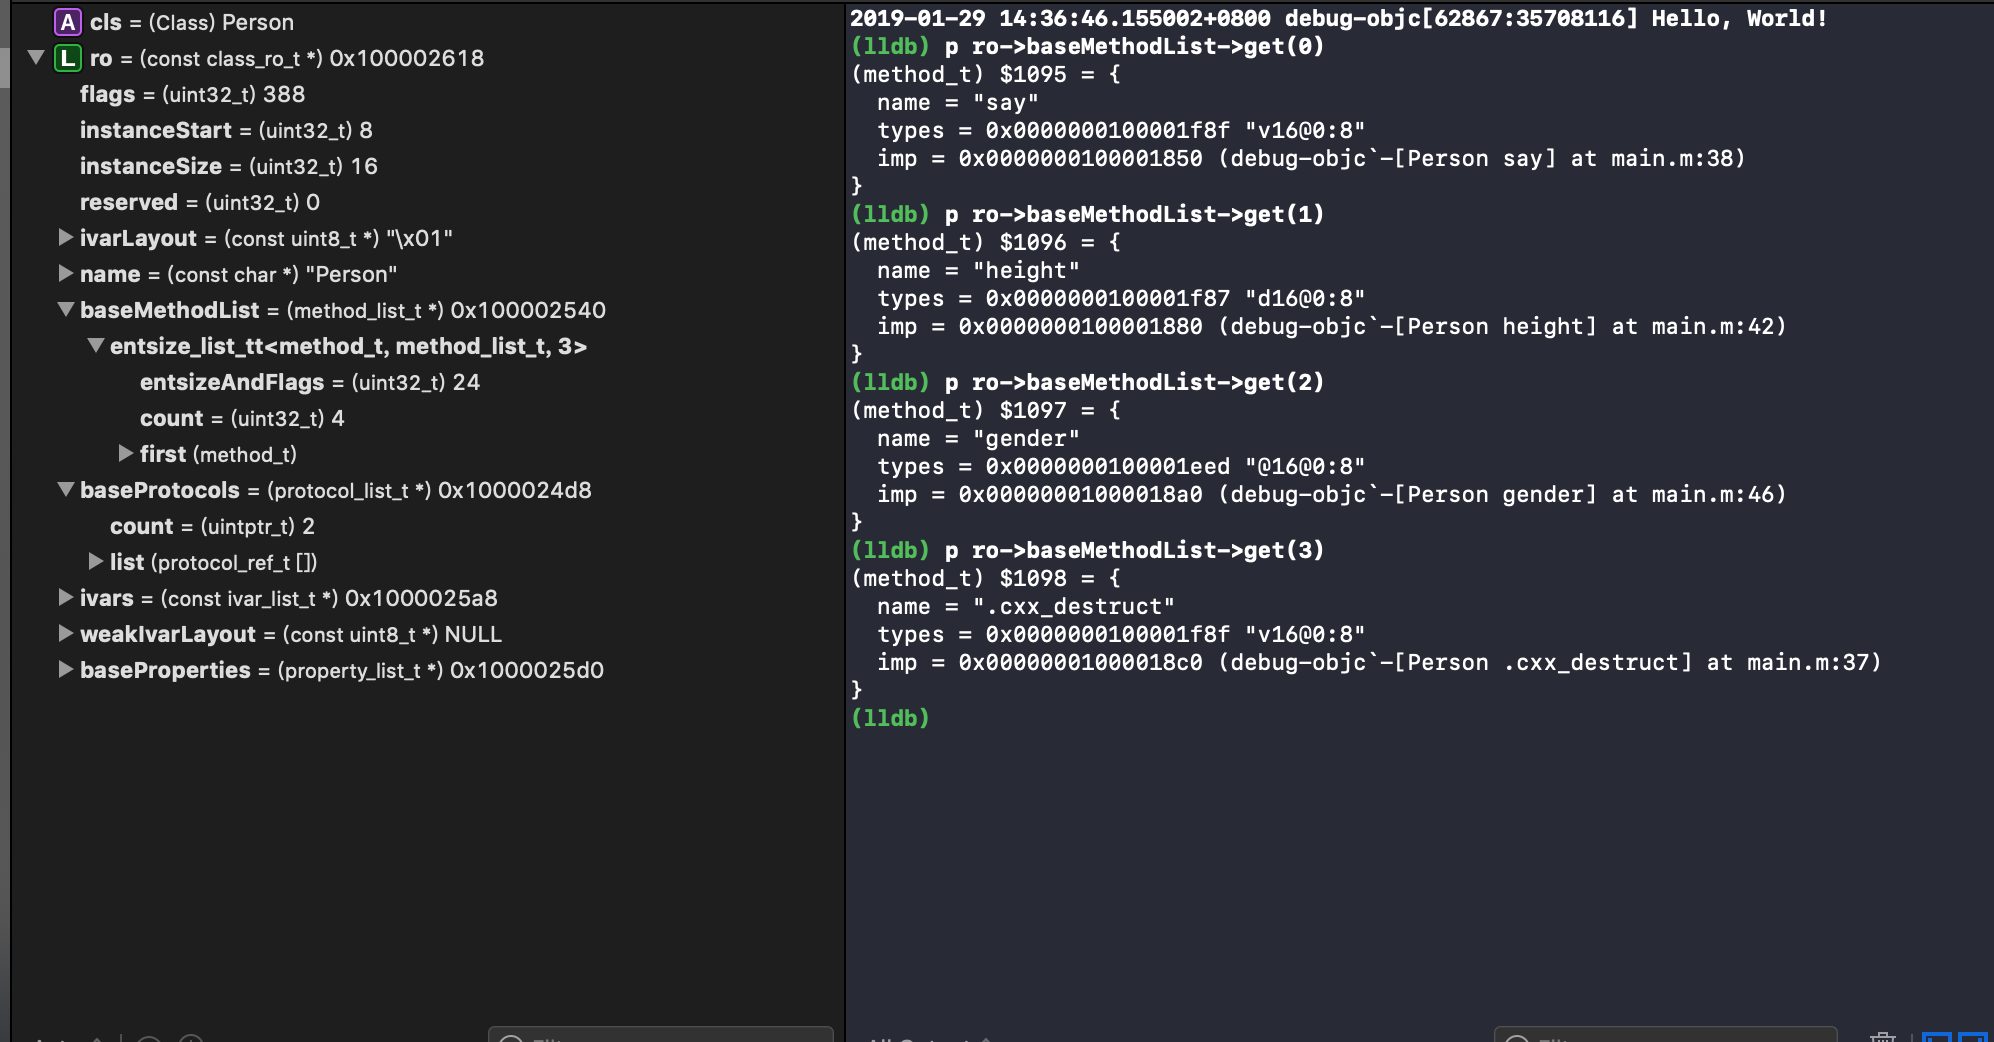 A cls = (Class) Person
L ro = (const class_ro_t *) 0x100002618
flags = (uint32_t) 388
instanceStart = (uint32_t) 8
instanceSize = (uint32_t) 16
reserved = (uint32_t) 0
ivarLayout = (const uint8_t *) "\x01"
name = (const char *) "Person"
baseMethodList = (method_list_t *) 0x100002540
entsize_list_tt<method_t, method_list_t, 3>
entsizeAndFlags = (uint32_t) 24
count = (uint32_t) 4
first (method_t)
baseProtocols = (protocol_list_t *) 0x1000024d8
count = (uintptr_t) 2
list (protocol_ref_t [])
ivars = (const ivar_list_t *) 0x1000025a8
weakIvarLayout = (const uint8_t *) NULL
baseProperties = (property_list_t *) 0x1000025d0
2019-01-29 14:36:46.155002+0800 debug-objc[62867:35708116] Hello, World!
(lldb) p ro->baseMethodList->get(0)
(method_t) $1095 = {
  name = "say"
  types = 0x0000000100001f8f "v16@0:8"
  imp = 0x0000000100001850 (debug-objc`-[Person say] at main.m:38)
}
(lldb) p ro->baseMethodList->get(1)
(method_t) $1096 = {
  name = "height"
  types = 0x0000000100001f87 "d16@0:8"
  imp = 0x0000000100001880 (debug-objc`-[Person height] at main.m:42)
}
(lldb) p ro->baseMethodList->get(2)
(method_t) $1097 = {
  name = "gender"
  types = 0x0000000100001eed "@16@0:8"
  imp = 0x00000001000018a0 (debug-objc`-[Person gender] at main.m:46)
}
(lldb) p ro->baseMethodList->get(3)
(method_t) $1098 = {
  name = ".cxx_destruct"
  types = 0x0000000100001f8f "v16@0:8"
  imp = 0x00000001000018c0 (debug-objc`-[Person .cxx_destruct] at main.m:37)
}
(lldb)